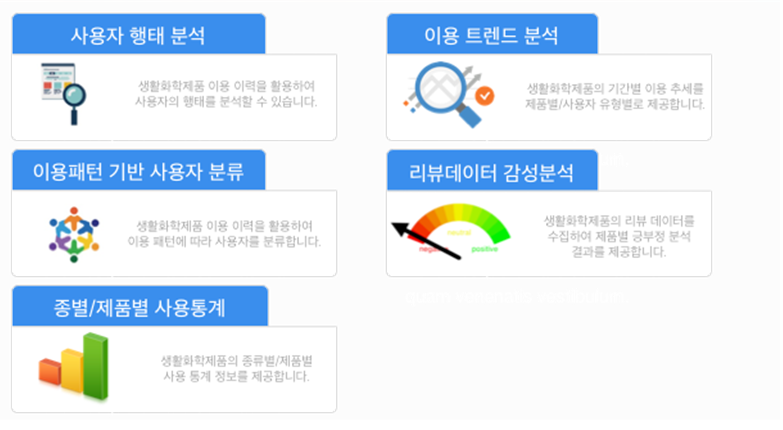 사용자 행태 분석
생활화학제품 이용 이력을 활용하여
사용자의 행태를 분석할 수 있습니다.
이용 트렌드 분석
생활화학제품의 기간별 이용 추세를
제품별/사용자 유형별로 제공합니다.
이용패턴 기반 사용자 분류
생활화학제품 이용 이력을 활용하여
이용 패턴에 따라 사용자를 분류합니다.
리뷰데이터 감성분석
negative
neutral
positive
생활화학제품의 리뷰 데이터를
수집하여 제품별 긍부정 분석
결과를 제공합니다.
종별/제품별 사용통계
생활화학제품의 종류별/제품별
사용 통계 정보를 제공합니다.